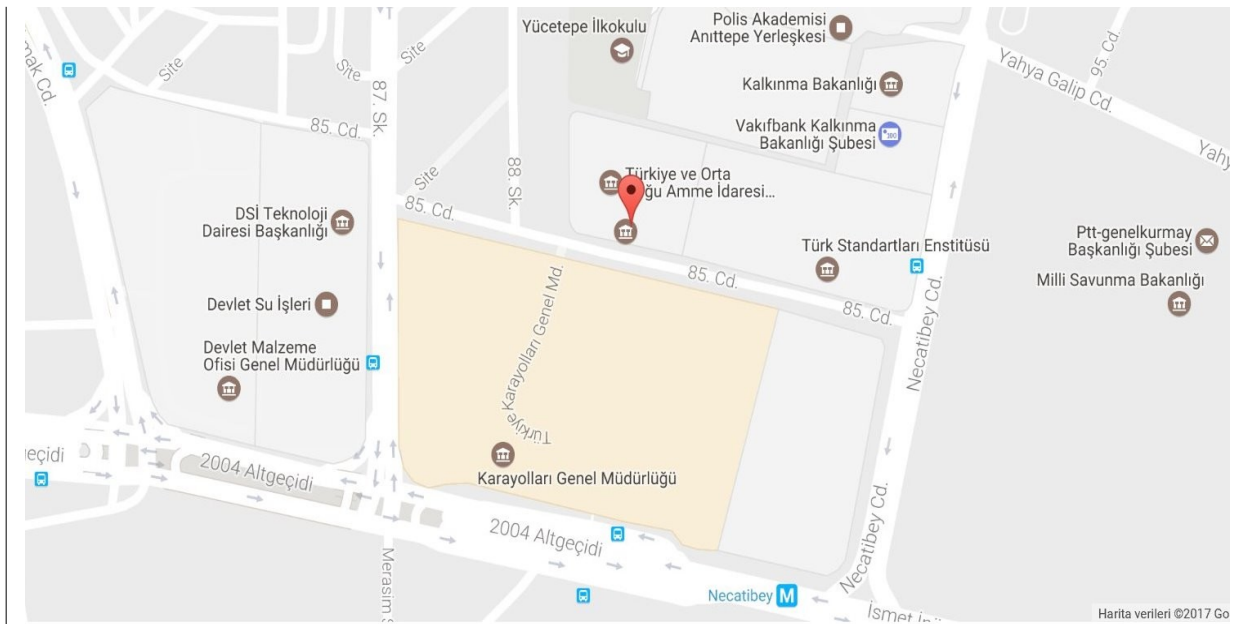 Yücetepe İlkokulu
Polis Akademisi
Anıttepe Yerleşkesi
Site
Site
Site
Cd.
87. Sk.
Kalkınma Bakanlığı
Yahya Galip Cd.
95. Cd.
85. Cd.
Vakıfbank Kalkınma
Bakanlığı Şubesi
Site
88. Sk.
Türkiye ve Orta
Amme İdaresi...
85. Cd.
DSİ Teknoloji
Dairesi Başkanlığı
Türk Standartları Enstitüsü
Ptt-genelkurmay
Başkanlığı Şubesi
85. Cd.
Milli Savunma Bakanlığı
Devlet Su İşleri
85. Cd.
Necatibey Cd.
Devlet Malzeme
Ofisi Genel Müdürlüğü
Türkiye Karayolları Genel Md.
2004 Altgeçidi
Karayolları Genel Müdürlüğü
2004 Altgeçidi
Necatibey Cd.
Merasim
Necatibey M
İsmet
Harita verileri ©2017